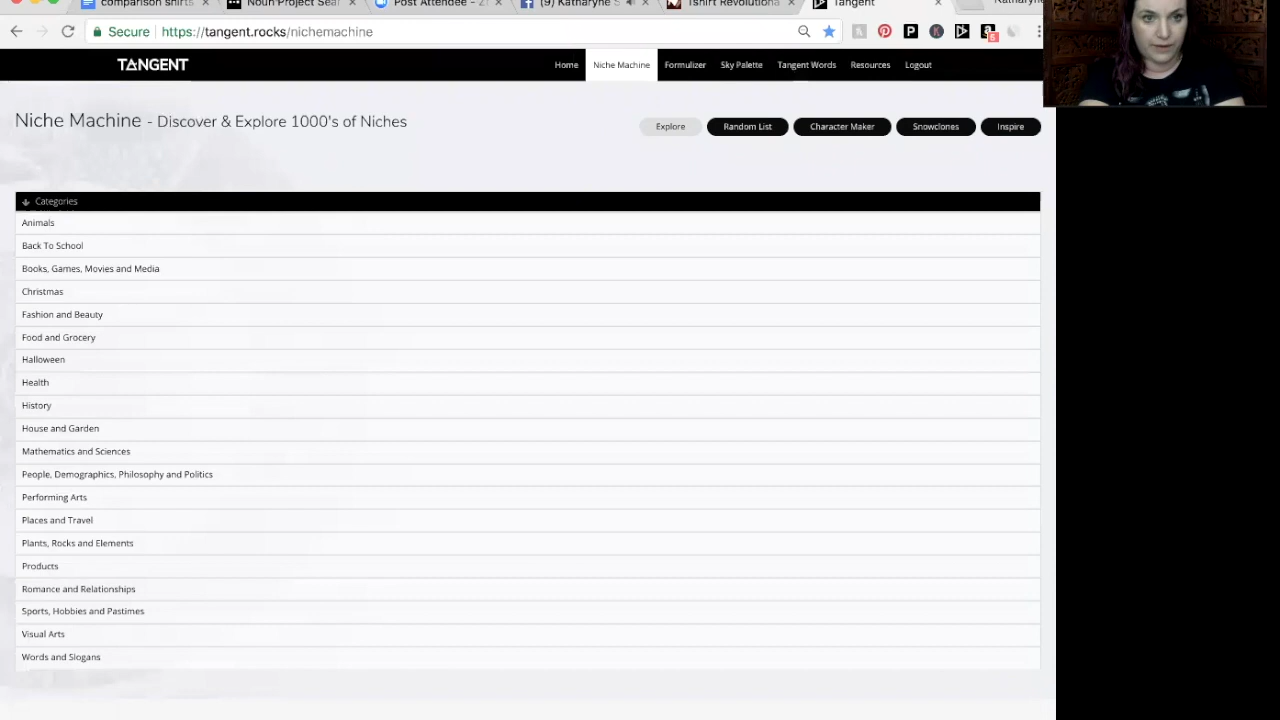 comparison shirts
Noun Project Sear
Post Attendee - Z
(9) Katharyne
Tshirt Revolutiona
Tangent
Katharyne
Secure
https://tangent.rocks/nichemachine
TANGENT
Home
Niche Machine
Formulizer
Sky Palette
Tangent Words
Resources
Logout
Niche Machine - Discover & Explore 1000's of Niches
Explore
Random List
Character Maker
Snowclones
Inspire
Categories
Animals
Back To School
Books, Games, Movies and Media
Christmas
Fashion and Beauty
Food and Grocery
Halloween
Health
History
House and Garden
Mathematics and Sciences
People, Demographics, Philosophy and Politics
Performing Arts
Places and Travel
Plants, Rocks and Elements
Products
Romance and Relationships
Sports, Hobbies and Pastimes
Visual Arts
Words and Slogans